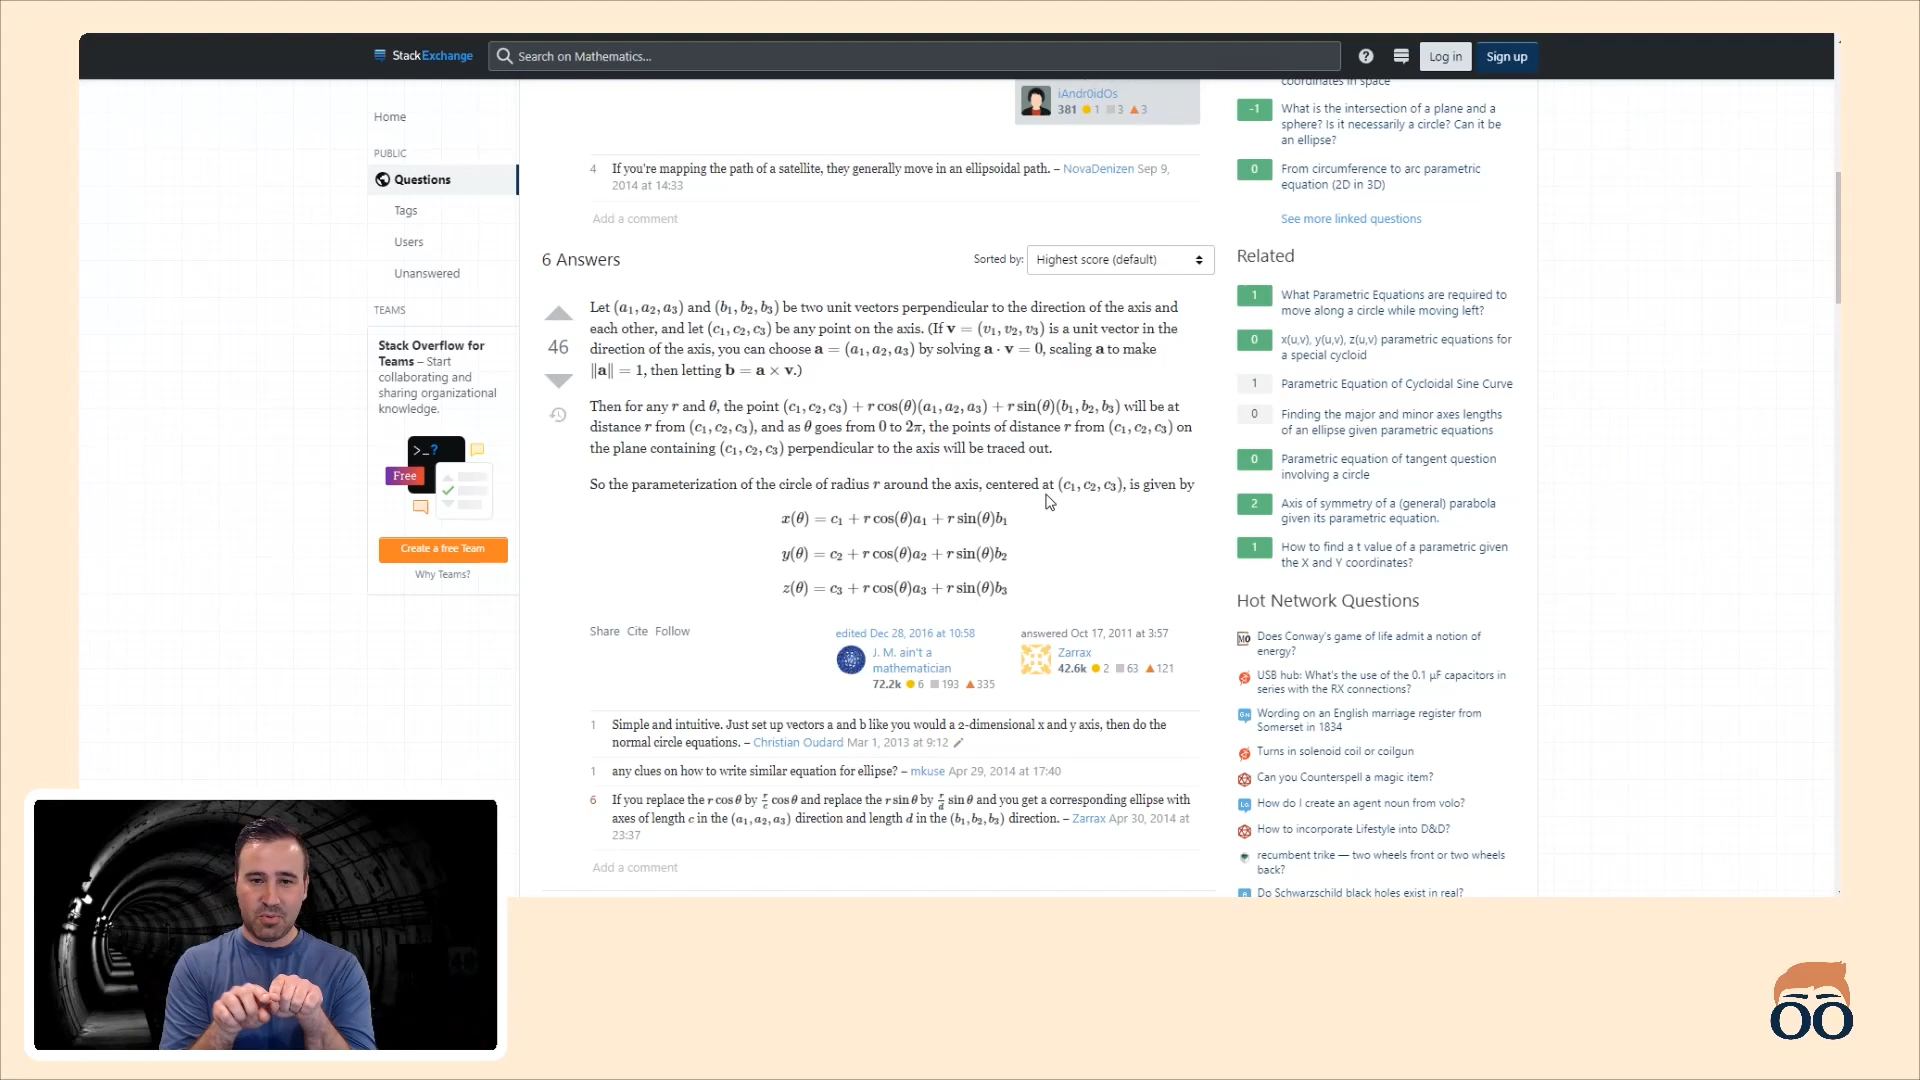 StackExchange
Search on Mathematics...
Log in
Sign up
Home
PUBLIC
Questions
Tags
Users
Unanswered
TEAMS
Stack Overflow for
Teams – Start
collaborating and
sharing organizational
knowledge.
>_?
Free
Create a free Team
Why Teams?
iAndr0idOs
381 1 3 3
4 If you're mapping the path of a satellite, they generally move in an ellipsoidal path. – NovaDenizen Sep 9,
2014 at 14:33
Add a comment
6 Answers
Sorted by: Highest score (default)
46
Let (a₁, a₂, a₃) and (b₁, b₂, b₃) be two unit vectors perpendicular to the direction of the axis and
each other, and let (c₁, c₂, c₃) be any point on the axis. (If v = (v₁, v₂, v₃) is a unit vector in the
direction of the axis, you can choose a = (a₁, a₂, a₃) by solving a · v = 0, scaling a to make
‖a‖ = 1, then letting b = a × v.)
Then for any r and θ, the point (c₁, c₂, c₃) + r cos(θ)(a₁, a₂, a₃) + r sin(θ)(b₁, b₂, b₃) will be at
distance r from (c₁, c₂, c₃), and as θ goes from 0 to 2π, the points of distance r from (c₁, c₂, c₃) on
the plane containing (c₁, c₂, c₃) perpendicular to the axis will be traced out.
So the parameterization of the circle of radius r around the axis, centered at (c₁, c₂, c₃), is given by
x(θ) = c₁ + r cos(θ)a₁ + r sin(θ)b₁
y(θ) = c₂ + r cos(θ)a₂ + r sin(θ)b₂
z(θ) = c₃ + r cos(θ)a₃ + r sin(θ)b₃
Share Cite Follow
edited Dec 28, 2016 at 10:58
J. M. ain't a
mathematician
72.2k 6 193 335
answered Oct 17, 2011 at 3:57
Zarrax
42.6k 2 63 121
1 Simple and intuitive. Just set up vectors a and b like you would a 2-dimensional x and y axis, then do the
normal circle equations. – Christian Oudard Mar 1, 2013 at 9:12
1 any clues on how to write similar equation for ellipse? – mkuse Apr 29, 2014 at 17:40
6 If you replace the r cos θ by r/c cos θ and replace the r sin θ by r/d sin θ and you get a corresponding ellipse with
axes of length c in the (a₁, a₂, a₃) direction and length d in the (b₁, b₂, b₃) direction. – Zarrax Apr 30, 2014 at
23:37
Add a comment
coordinates in space
-1 What is the intersection of a plane and a
sphere? Is it necessarily a circle? Can it be
an ellipse?
0 From circumference to arc parametric
equation (2D in 3D)
See more linked questions
Related
1 What Parametric Equations are required to
move along a circle while moving left?
0 x(u,v), y(u,v), z(u,v) parametric equations for
a special cycloid
1 Parametric Equation of Cycloidal Sine Curve
0 Finding the major and minor axes lengths
of an ellipse given parametric equations
0 Parametric equation of tangent question
involving a circle
2 Axis of symmetry of a (general) parabola
given its parametric equation.
1 How to find a t value of a parametric given
the X and Y coordinates?
Hot Network Questions
Does Conway's game of life admit a notion of
energy?
USB hub: What's the use of the 0.1 μF capacitors in
series with the RX connections?
Wording on an English marriage register from
Somerset in 1834
Turns in solenoid coil or coilgun
Can you Counterspell a magic item?
How do I create an agent noun from volo?
How to incorporate Lifestyle into D&D?
recumbent trike — two wheels front or two wheels
back?
Do Schwarzschild black holes exist in real?